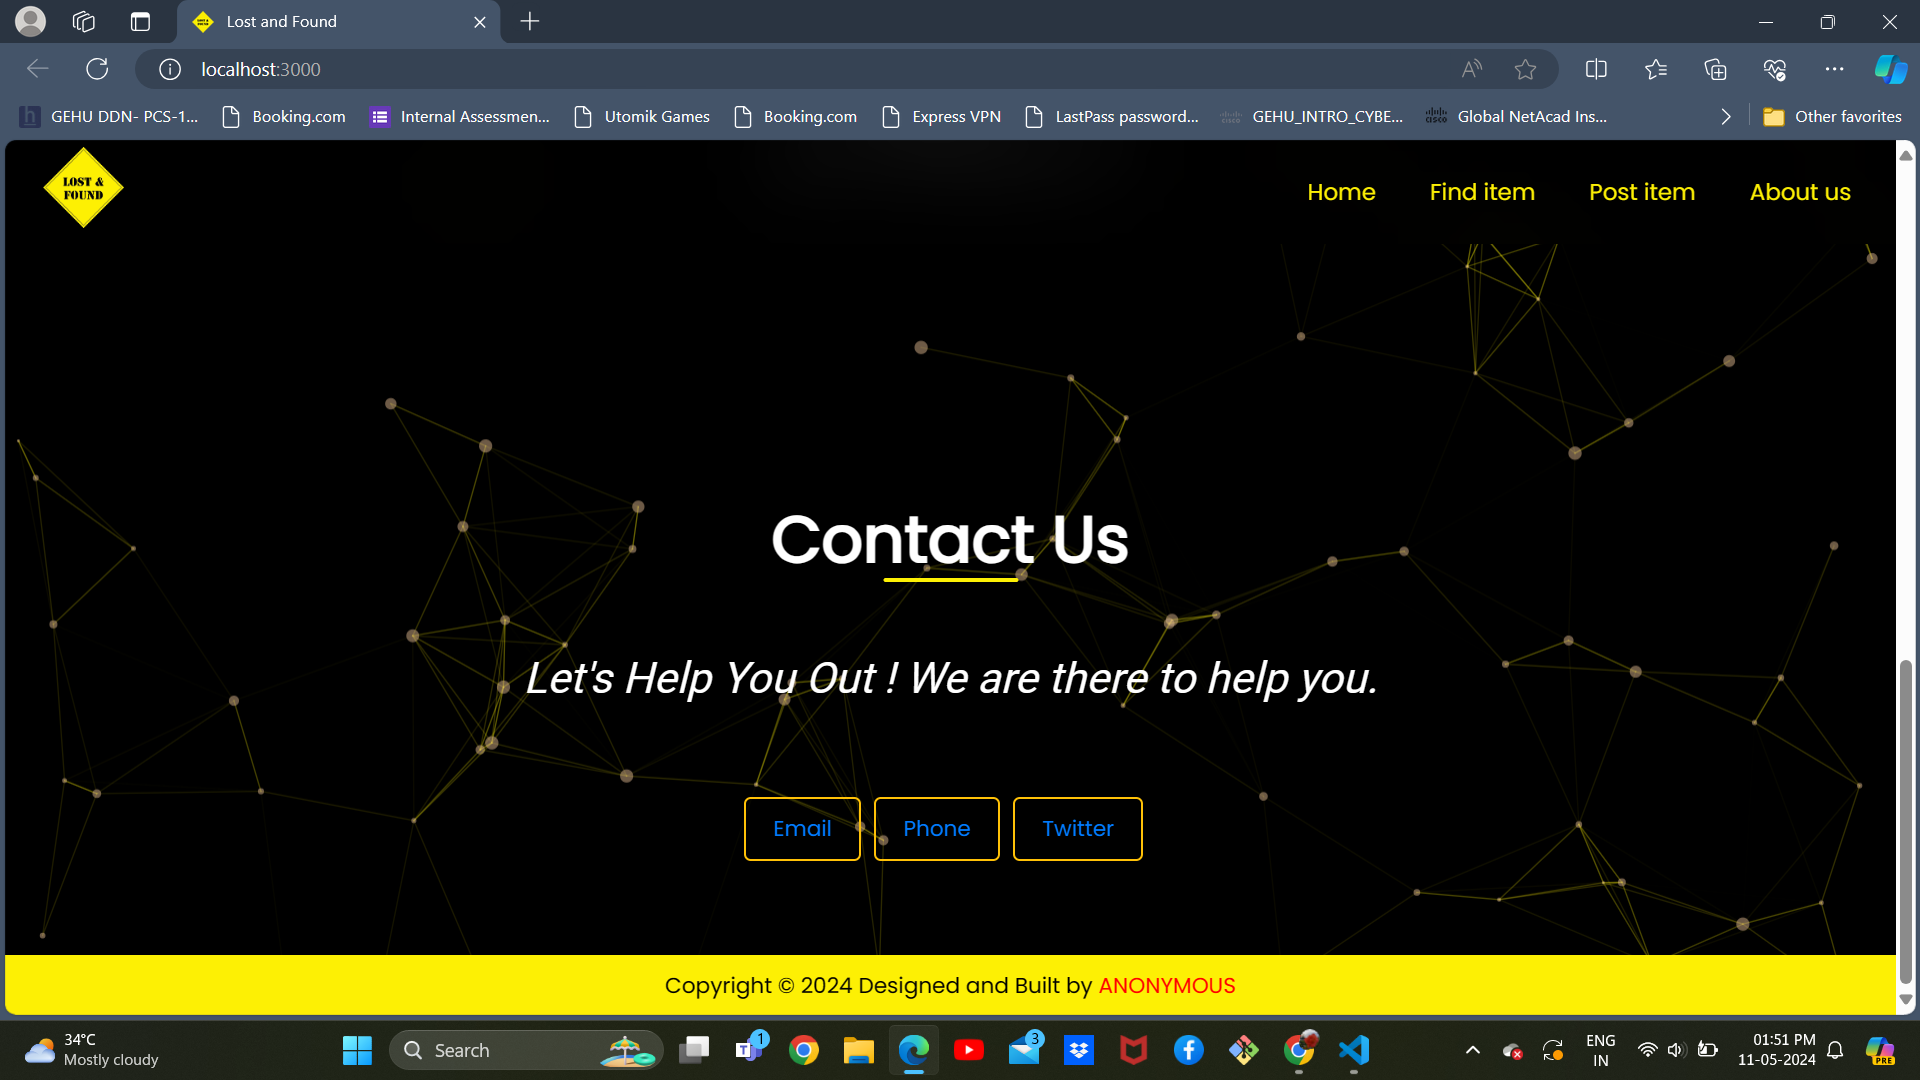 Lost and Found
localhost:3000
GEHU DDN- PCS-1... Booking.com Internal Assessmen... Utomik Games Booking.com Express VPN LastPass password... GEHU_INTRO_CYBE... Global NetAcad Ins... Other favorites
LOST &
FOUND
Home Find item Post item About us
Contact Us
Let's Help You Out ! We are there to help you.
Email Phone Twitter
Copyright © 2024 Designed and Built by ANONYMOUS
34°C
Mostly cloudy
Search
1
3
ENG
IN
01:51 PM
11-05-2024
PRE